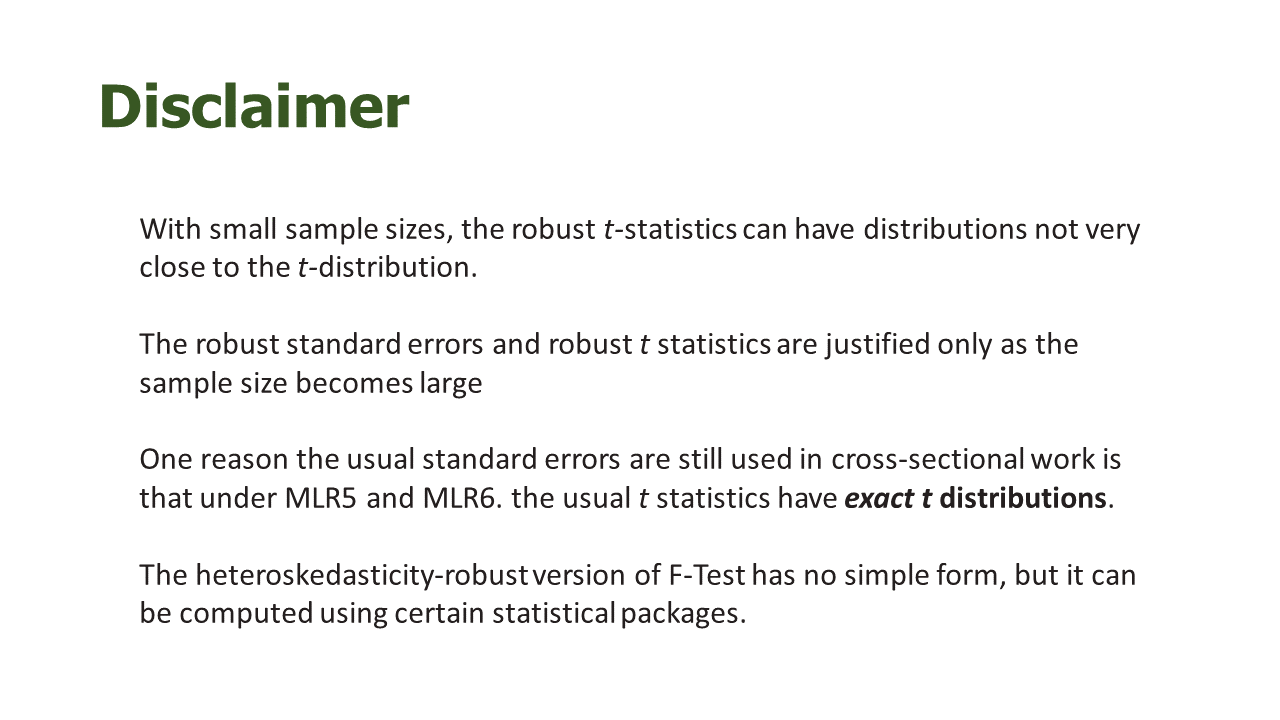 Disclaimer
With small sample sizes, the robust t-statistics can have distributions not very
close to the t-distribution.
The robust standard errors and robust t statistics are justified only as the
sample size becomes large
One reason the usual standard errors are still used in cross-sectional work is
that under MLR5 and MLR6. the usual t statistics have exact t distributions.
The heteroskedasticity-robust version of F-Test has no simple form, but it can
be computed using certain statistical packages.